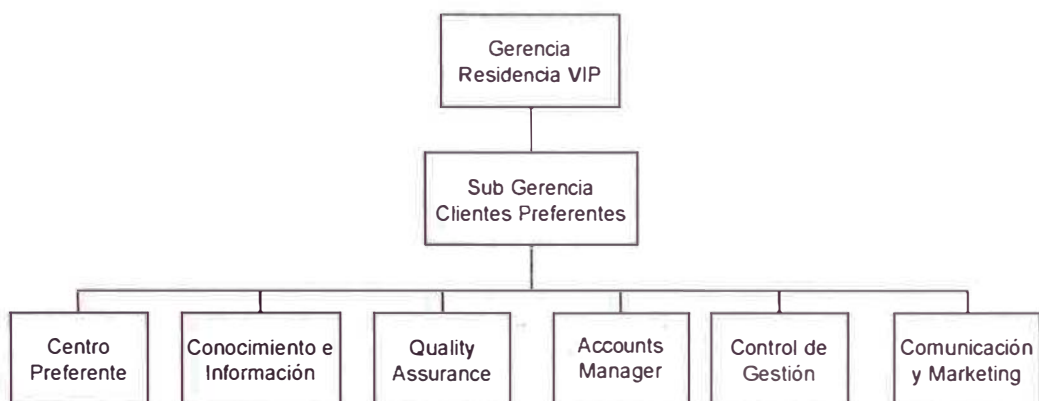 Gerencia
Residencia VIP
Sub Gerencia
Clientes Preferentes
Centro
Preferente
Conocimiento e
Información
Quality
Assurance
Accounts
Manager
Control de
Gestión
Comunicación
y Marketing